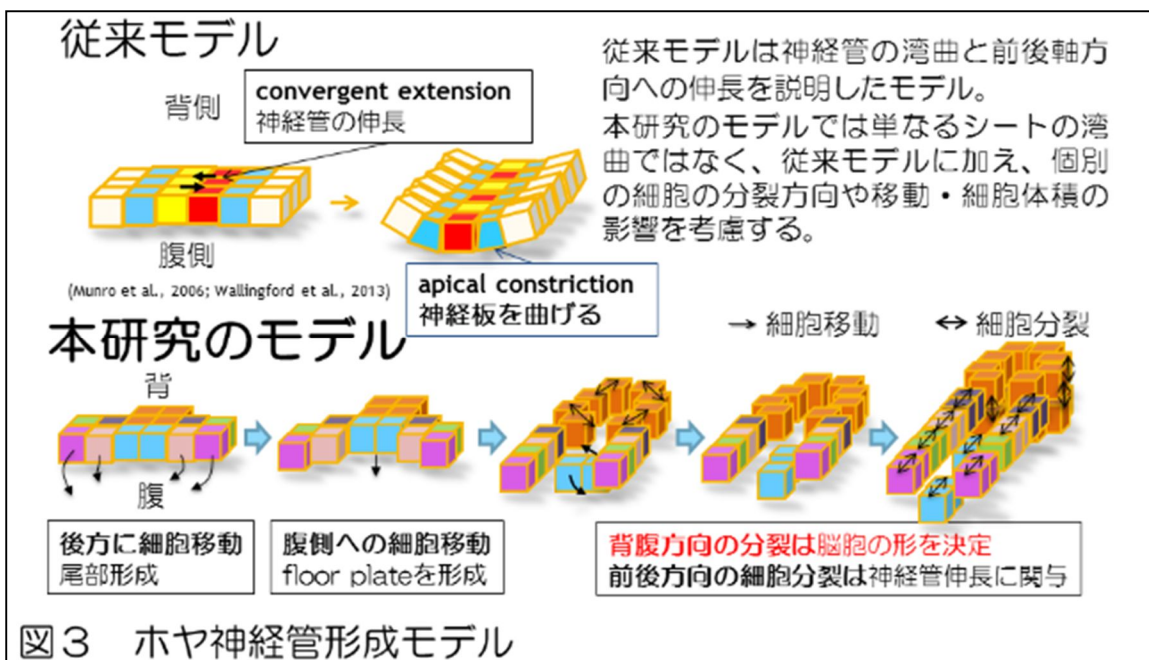 従来モデル
背側
convergent extension
神経管の伸長
腹側
(Munro et al., 2006; Wallingford et al., 2013)
apical constriction
神経板を曲げる
従来モデルは神経管の湾曲と前後軸方
向への伸長を説明したモデル。
本研究のモデルでは単なるシートの湾
曲ではなく、従来モデルに加え、個別
の細胞の分裂方向や移動・細胞体積の
影響を考慮する。
本研究のモデル
→ 細胞移動 ↔ 細胞分裂
背
腹
後方に細胞移動
尾部形成
腹側への細胞移動
floor plateを形成
背腹方向の分裂は脳胞の形を決定
前後方向の細胞分裂は神経管伸長に関与
図3 ホヤ神経管形成モデル